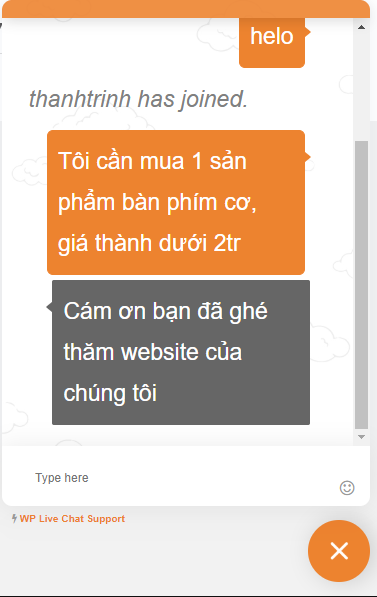 helo
thanhtrinh has joined.
Tôi cần mua 1 sản
phẩm bàn phím cơ,
giá thành dưới 2tr
Cám ơn bạn đã ghé
thăm website của
chúng tôi
Type here
WP Live Chat Support